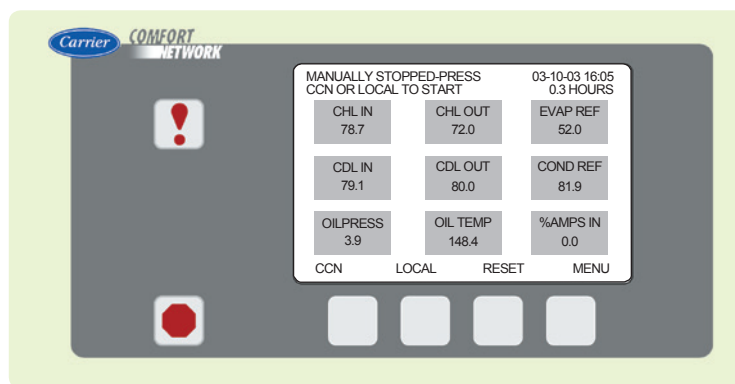 Carrier
COMFORT
NETWORK
MANUALLY STOPPED-PRESS 03-10-03 16:05
CCN OR LOCAL TO START 0.3 HOURS
CHL IN CHL OUT EVAP REF
78.7 72.0 52.0
CDL IN CDL OUT COND REF
79.1 80.0 81.9
OILPRESS OIL TEMP %AMPS IN
3.9 148.4 0.0
CCN LOCAL RESET MENU